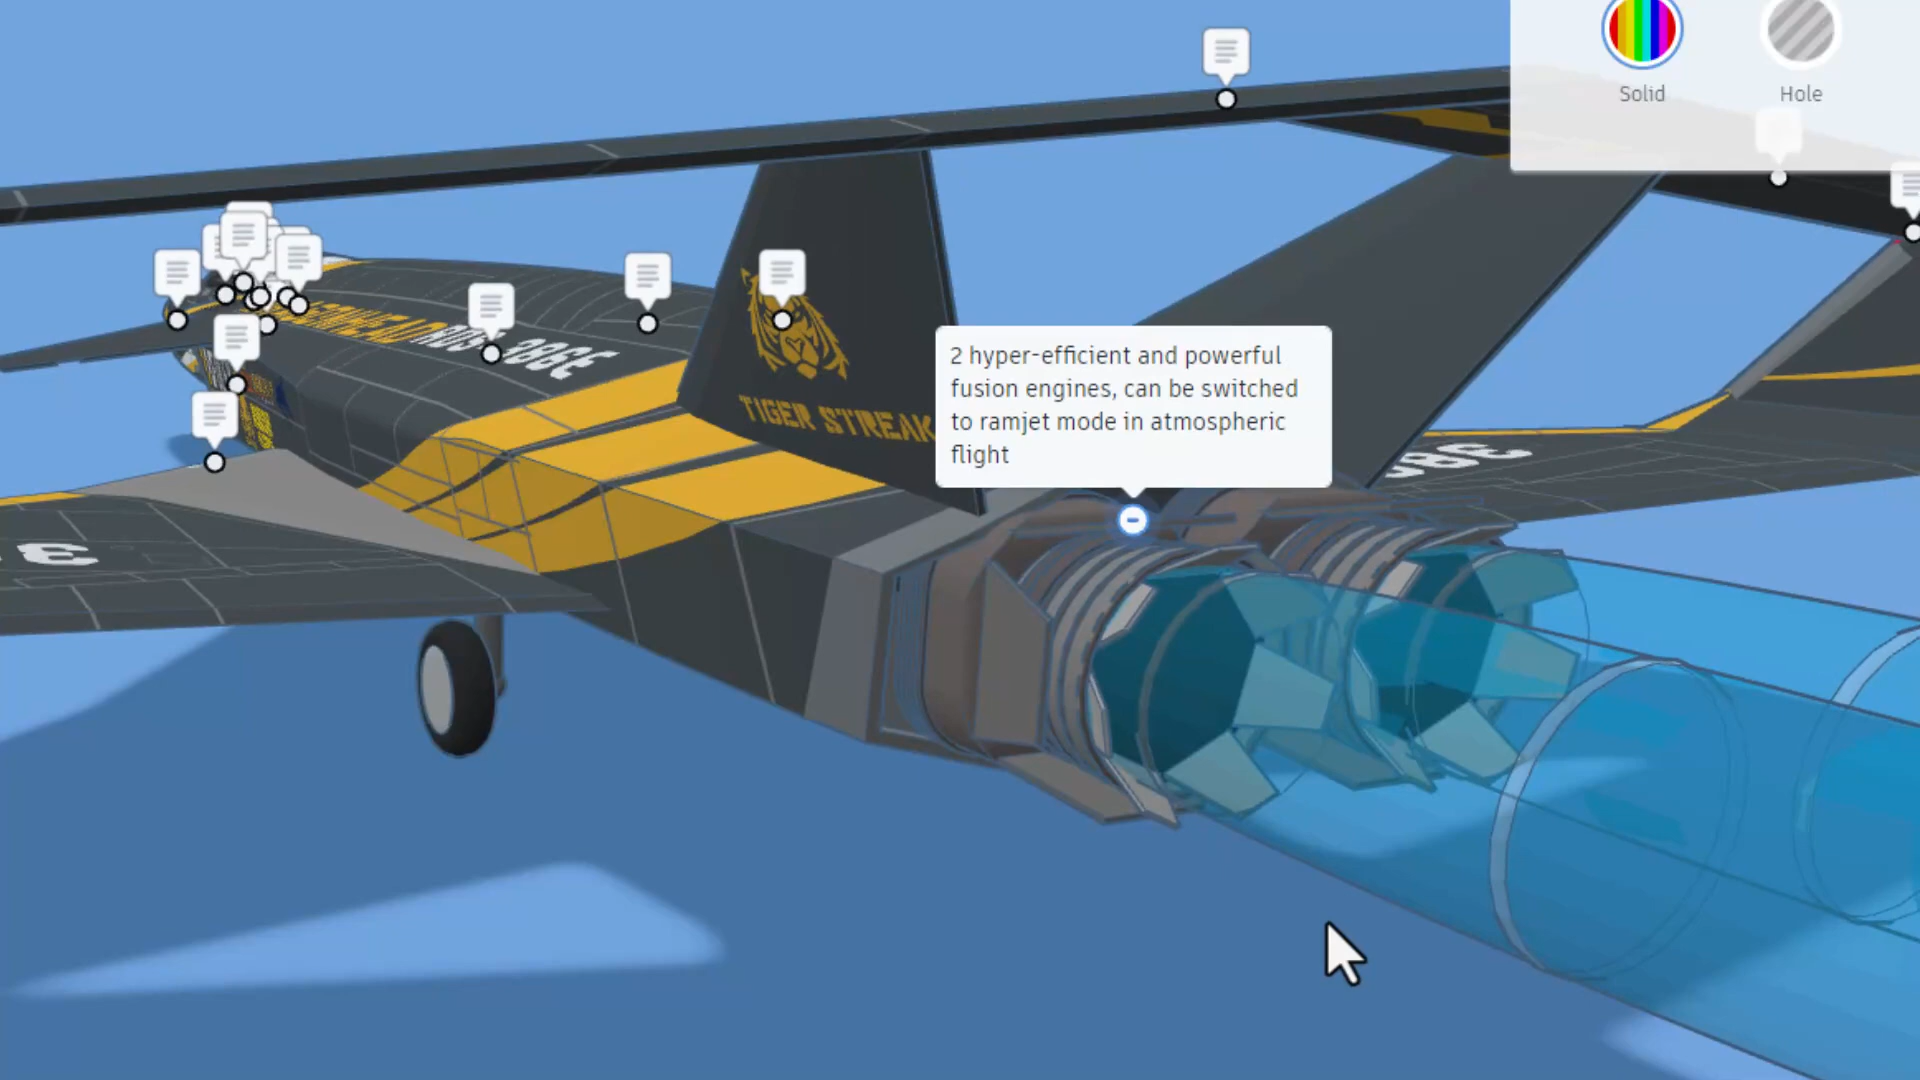 Solid
Hole
2 hyper-efficient and powerful
fusion engines, can be switched
to ramjet mode in atmospheric
flight
TIGER STREAK